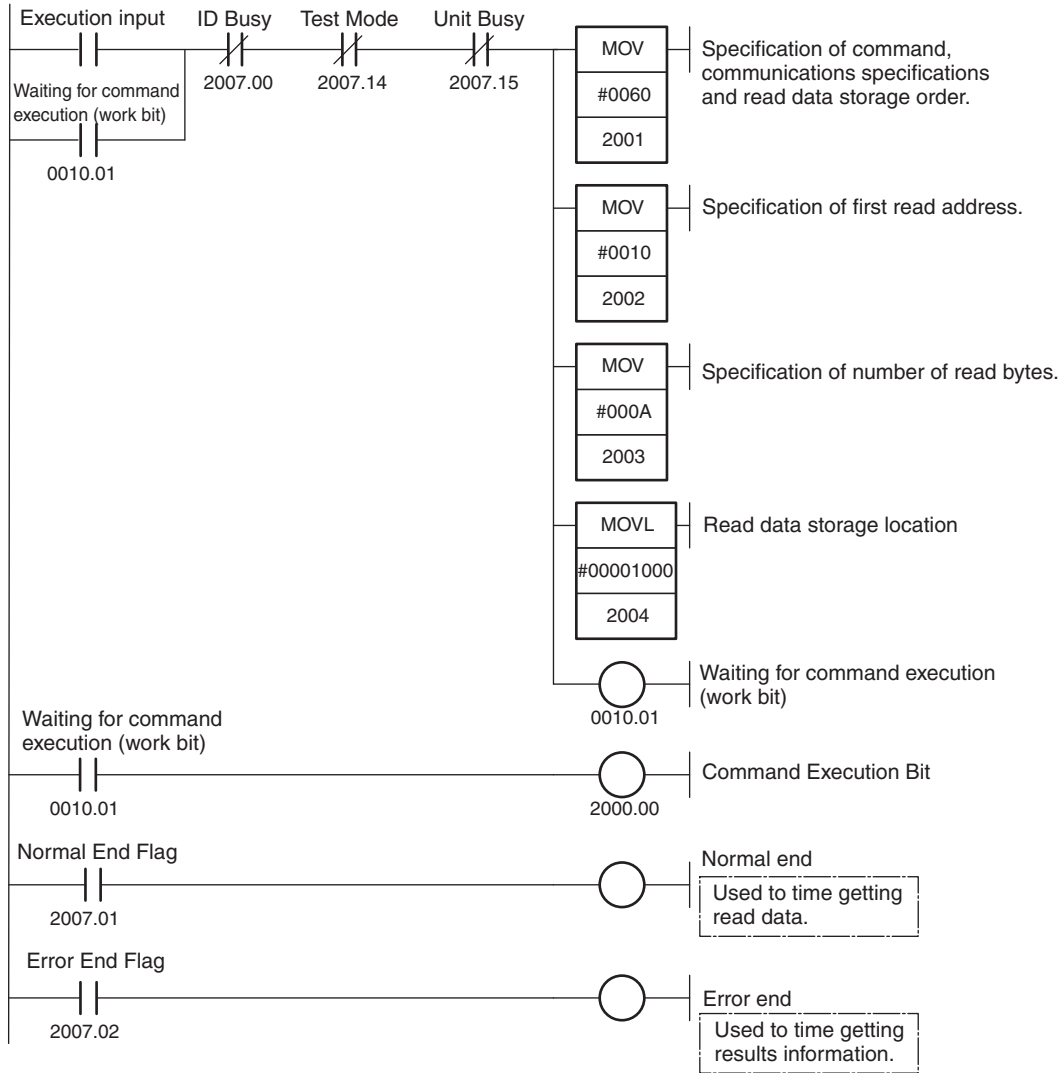 Execution input
ID Busy
Test Mode
Unit Busy
2007.00
2007.14
2007.15
MOV
#0060
2001
Specification of command,
communications specifications
and read data storage order.
Waiting for command
execution (work bit)
0010.01
MOV
#0010
2002
Specification of first read address.
MOV
#000A
2003
Specification of number of read bytes.
MOVL
#00001000
2004
Read data storage location
0010.01
Waiting for command execution
(work bit)
Waiting for command
execution (work bit)
0010.01
2000.00
Command Execution Bit
Normal End Flag
2007.01
Normal end
Used to time getting
read data.
Error End Flag
2007.02
Error end
Used to time getting
results information.